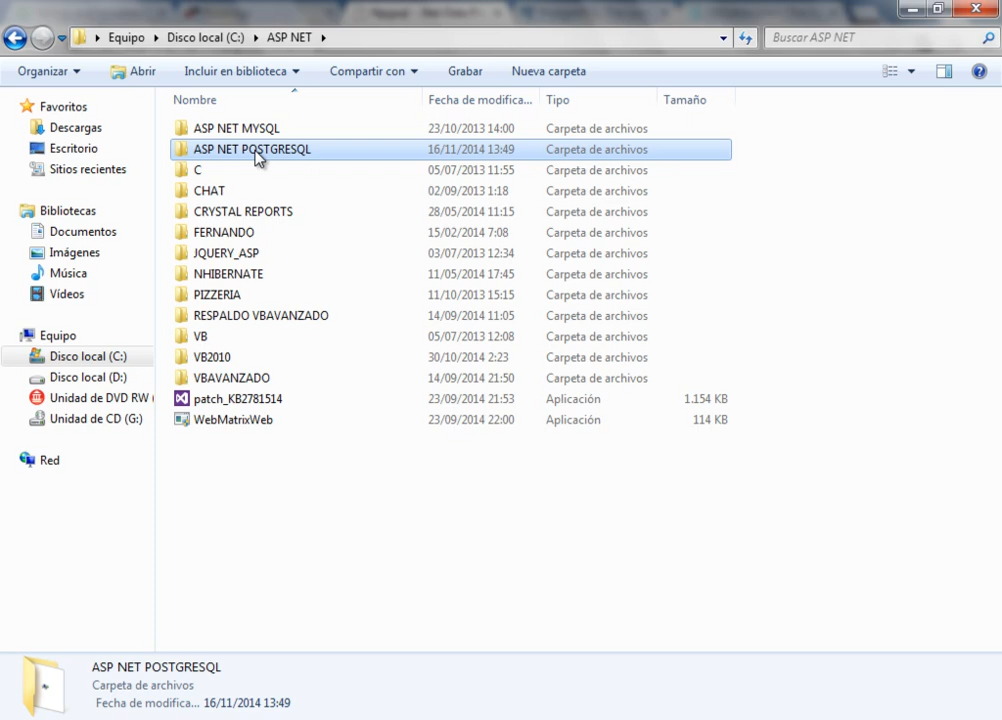 Equipo Disco local (C:) ASP NET
Buscar ASP NET
Organizar Abrir Incluir en biblioteca Compartir con Grabar Nueva carpeta
Nombre Fecha de modifica... Tipo Tamaño
Favoritos
Descargas
Escritorio
Sitios recientes
Bibliotecas
Documentos
Imágenes
Música
Vídeos
Equipo
Disco local (C:)
Disco local (D:)
Unidad de DVD RW (
Unidad de CD (G:)
Red
ASP NET MYSQL 23/10/2013 14:00 Carpeta de archivos
ASP NET POSTGRESQL 16/11/2014 13:49 Carpeta de archivos
C 05/07/2013 11:55 Carpeta de archivos
CHAT 02/09/2013 1:18 Carpeta de archivos
CRYSTAL REPORTS 28/05/2014 11:15 Carpeta de archivos
FERNANDO 15/02/2014 7:08 Carpeta de archivos
JQUERY_ASP 03/07/2013 12:34 Carpeta de archivos
NHIBERNATE 11/05/2014 17:45 Carpeta de archivos
PIZZERIA 11/10/2013 15:15 Carpeta de archivos
RESPALDO VBAVANZADO 14/09/2014 11:05 Carpeta de archivos
VB 05/07/2013 12:08 Carpeta de archivos
VB2010 30/10/2014 2:23 Carpeta de archivos
VBAVANZADO 14/09/2014 21:50 Carpeta de archivos
patch_KB2781514 23/09/2014 21:53 Aplicación 1.154 KB
WebMatrixWeb 23/09/2014 22:00 Aplicación 114 KB
ASP NET POSTGRESQL
Carpeta de archivos
Fecha de modifica... 16/11/2014 13:49